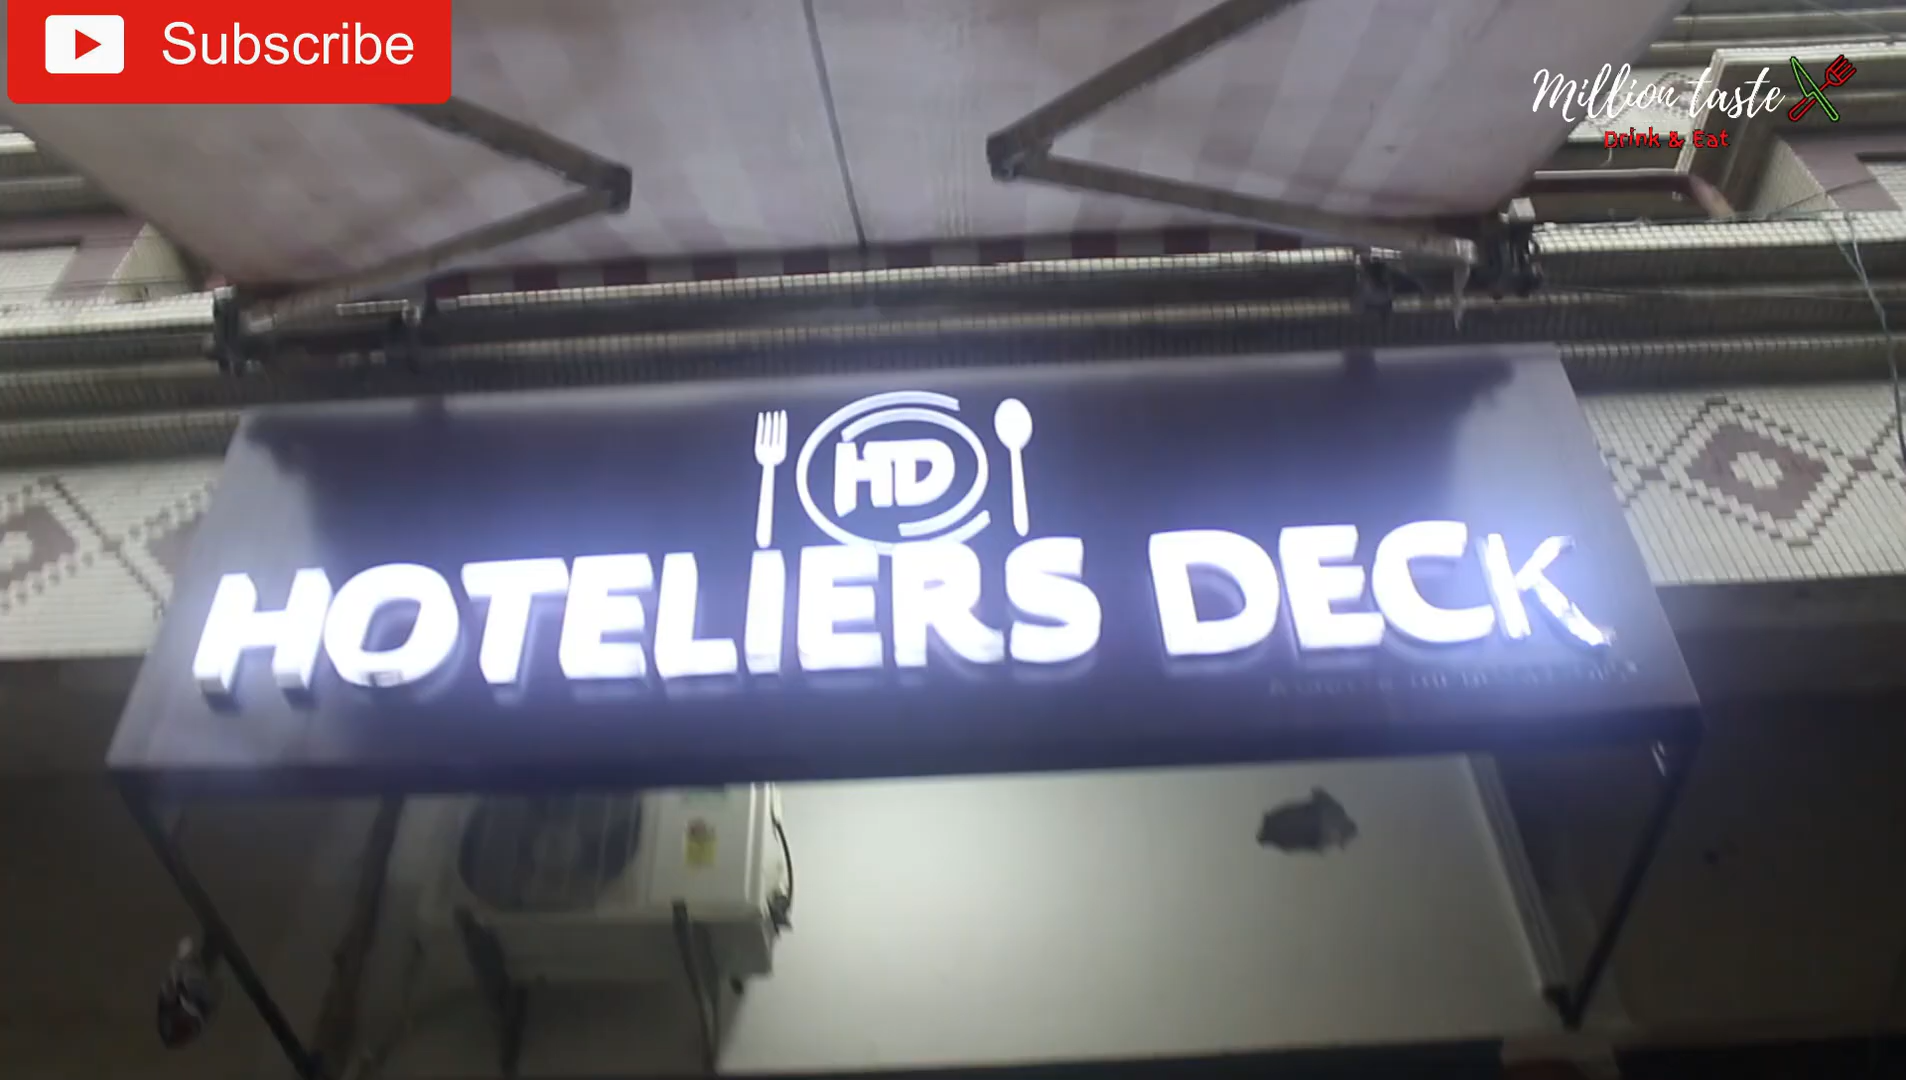 Subscribe
Million taste
Drink & Eat
HD
HOTELIERS DECK